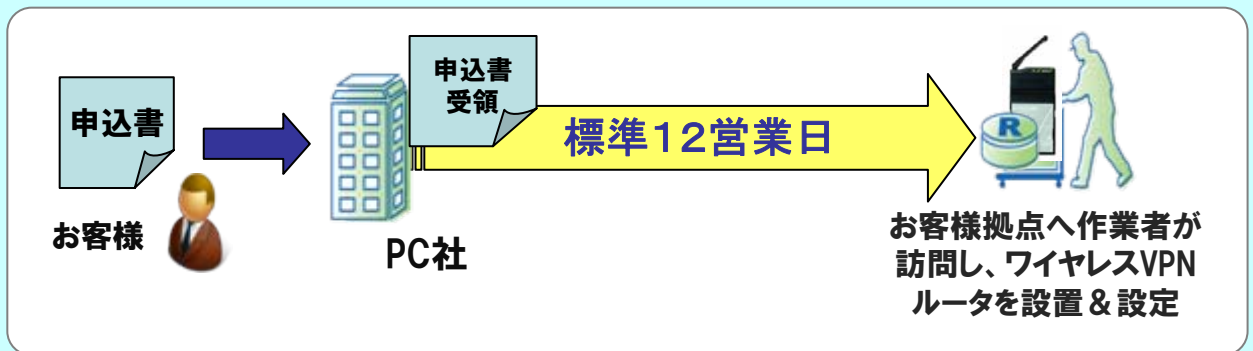 申込書
お客様
申込書
受領
PC社
標準12営業日
R
お客様拠点へ作業者が
訪問し、ワイヤレスVPN
ルータを設置&設定